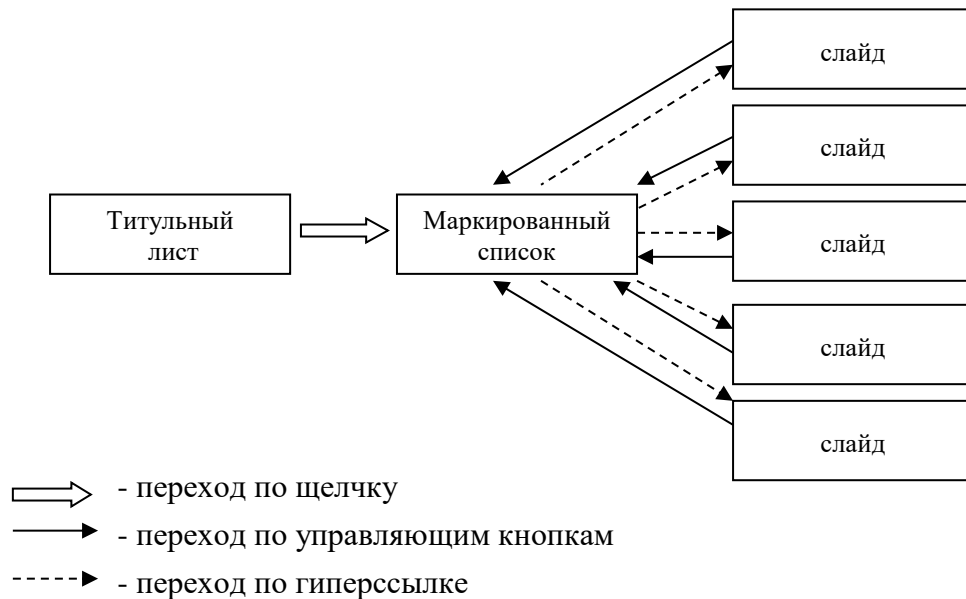 слайд
слайд
Титульный
лист
Маркированный
список
слайд
слайд
слайд
- переход по щелчку
- переход по управляющим кнопкам
- переход по гиперссылке